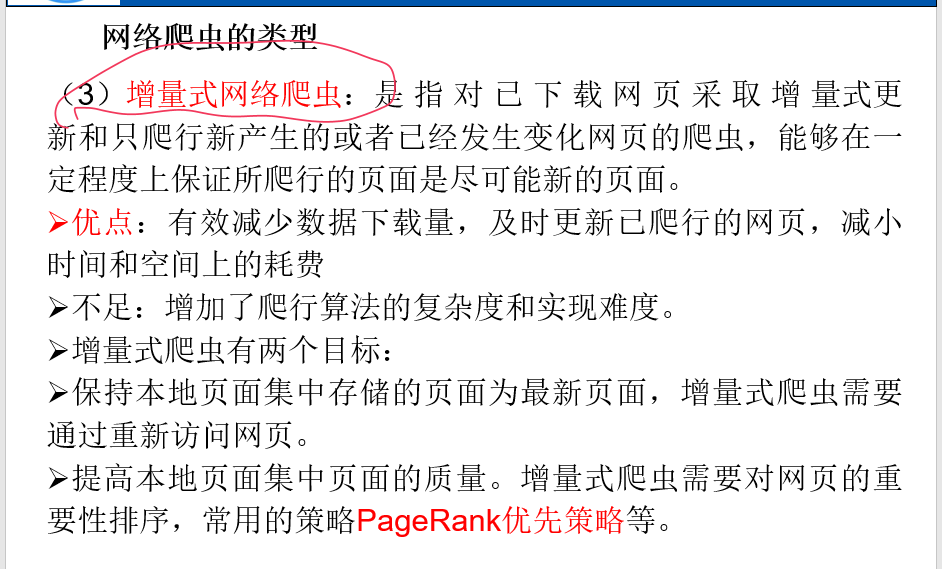 网络爬虫的类型
（3）增量式网络爬虫：是 指 对 已 下 载 网 页 采 取 增 量式更
新和只爬行新产生的或者已经发生变化网页的爬虫，能够在一
定程度上保证所爬行的页面是尽可能新的页面。
➢优点：有效减少数据下载量，及时更新已爬行的网页，减小
时间和空间上的耗费
➢不足：增加了爬行算法的复杂度和实现难度。
➢增量式爬虫有两个目标：
➢保持本地页面集中存储的页面为最新页面，增量式爬虫需要
通过重新访问网页。
➢提高本地页面集中页面的质量。增量式爬虫需要对网页的重
要性排序，常用的策略PageRank优先策略等。